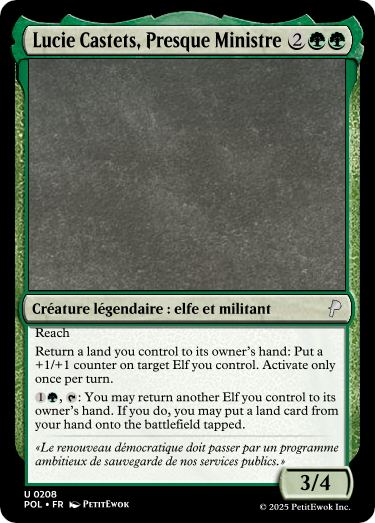 Lucie Castets, Presque Ministre 2
Créature légendaire : elfe et militant
Reach
Return a land you control to its owner's hand: Put a
+1/+1 counter on target Elf you control. Activate only
once per turn.
1, : You may return another Elf you control to its
owner's hand. If you do, you may put a land card from
your hand onto the battlefield tapped.
«Le renouveau démocratique doit passer par un programme
ambitieux de sauvegarde de nos services publics.»
3/4
U 0208
POL • FR PetitEwok
© 2025 PetitEwok Inc.